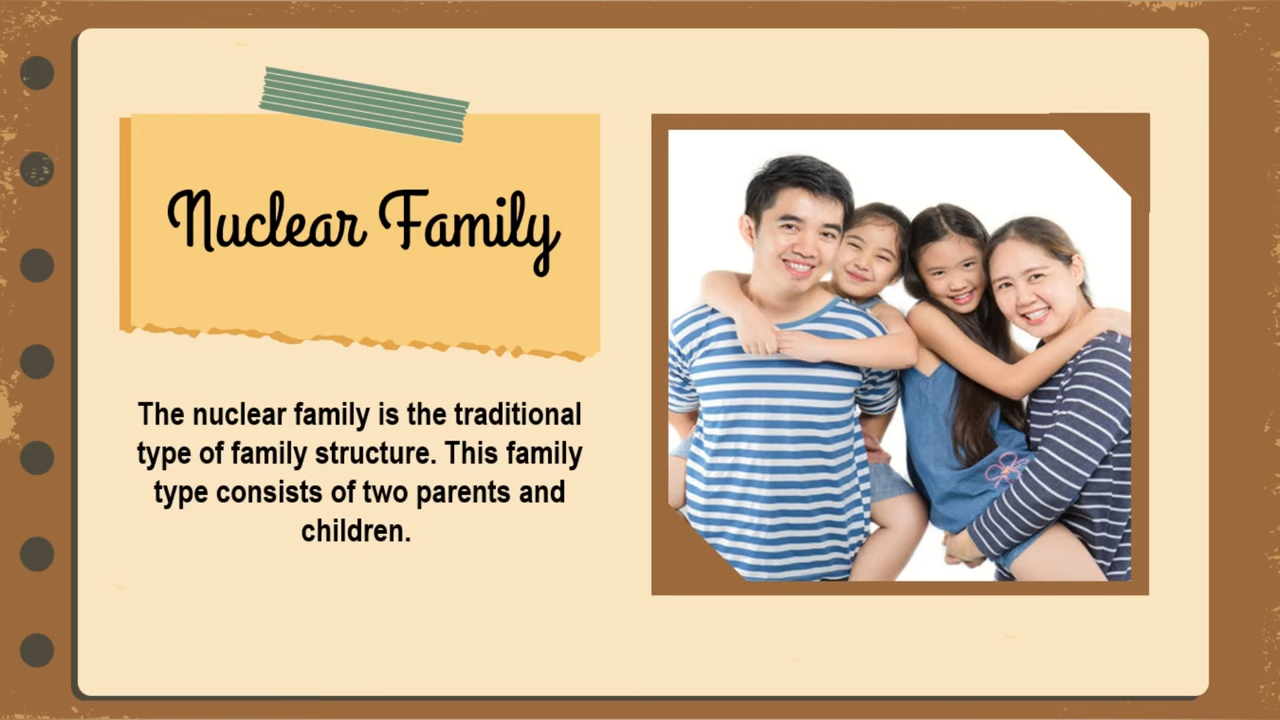 Nuclear Family
The nuclear family is the traditional
type of family structure. This family
type consists of two parents and
children.